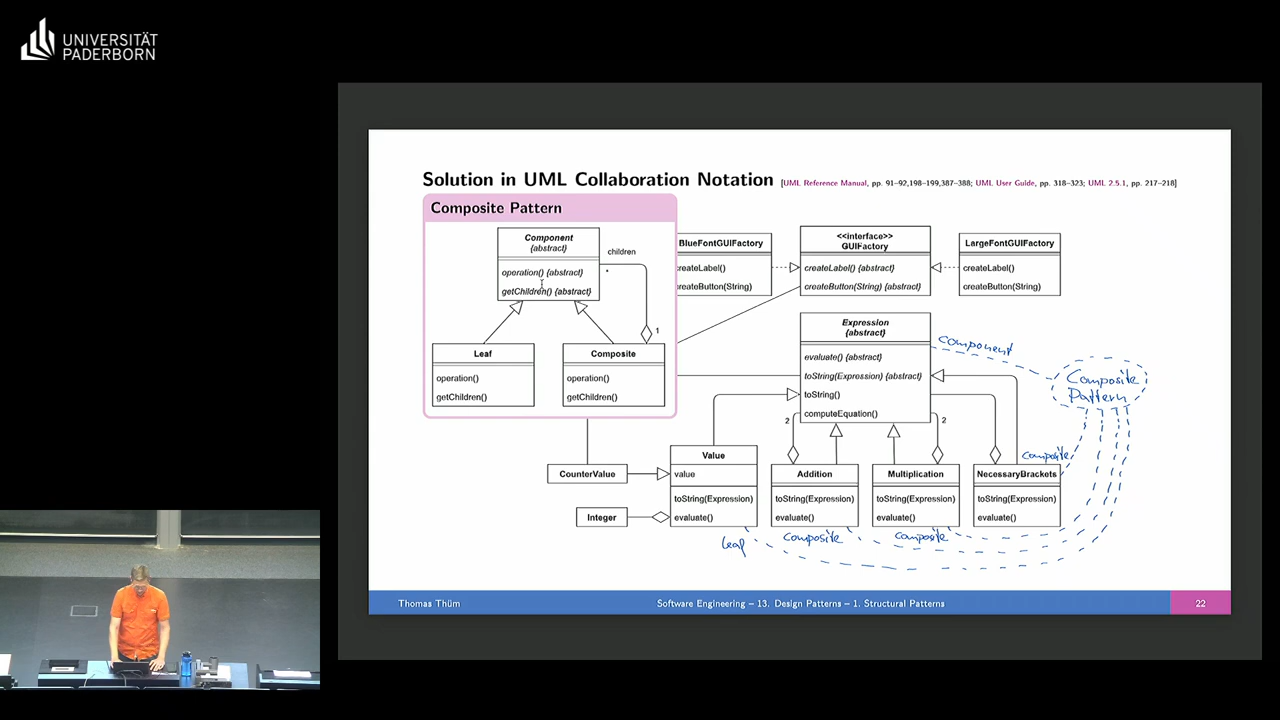 UNIVERSITÄT
PADERBORN
Solution in UML Collaboration Notation [UML Reference Manual, pp. 91–92,198–199,387–388; UML User Guide, pp. 318–323; UML 2.5.1, pp. 217–218]
Composite Pattern
Component
{abstract}
operation() {abstract}
getChildren() {abstract}
children
*
1
Leaf
operation()
getChildren()
Composite
operation()
getChildren()
BlueFontGUIFactory
createLabel()
createButton(String)
<<interface>>
GUIFactory
createLabel() {abstract}
createButton(String) {abstract}
LargeFontGUIFactory
createLabel()
createButton(String)
Expression
{abstract}
evaluate() {abstract}
toString(Expression) {abstract}
toString()
computeEquation()
component
Composite
Pattern
2
2
CounterValue
Integer
Value
value
toString(Expression)
evaluate()
Addition
toString(Expression)
evaluate()
Multiplication
toString(Expression)
evaluate()
composite
NecessaryBrackets
toString(Expression)
evaluate()
leaf
composite
composite
Thomas Thüm
Software Engineering – 13. Design Patterns – 1. Structural Patterns
22